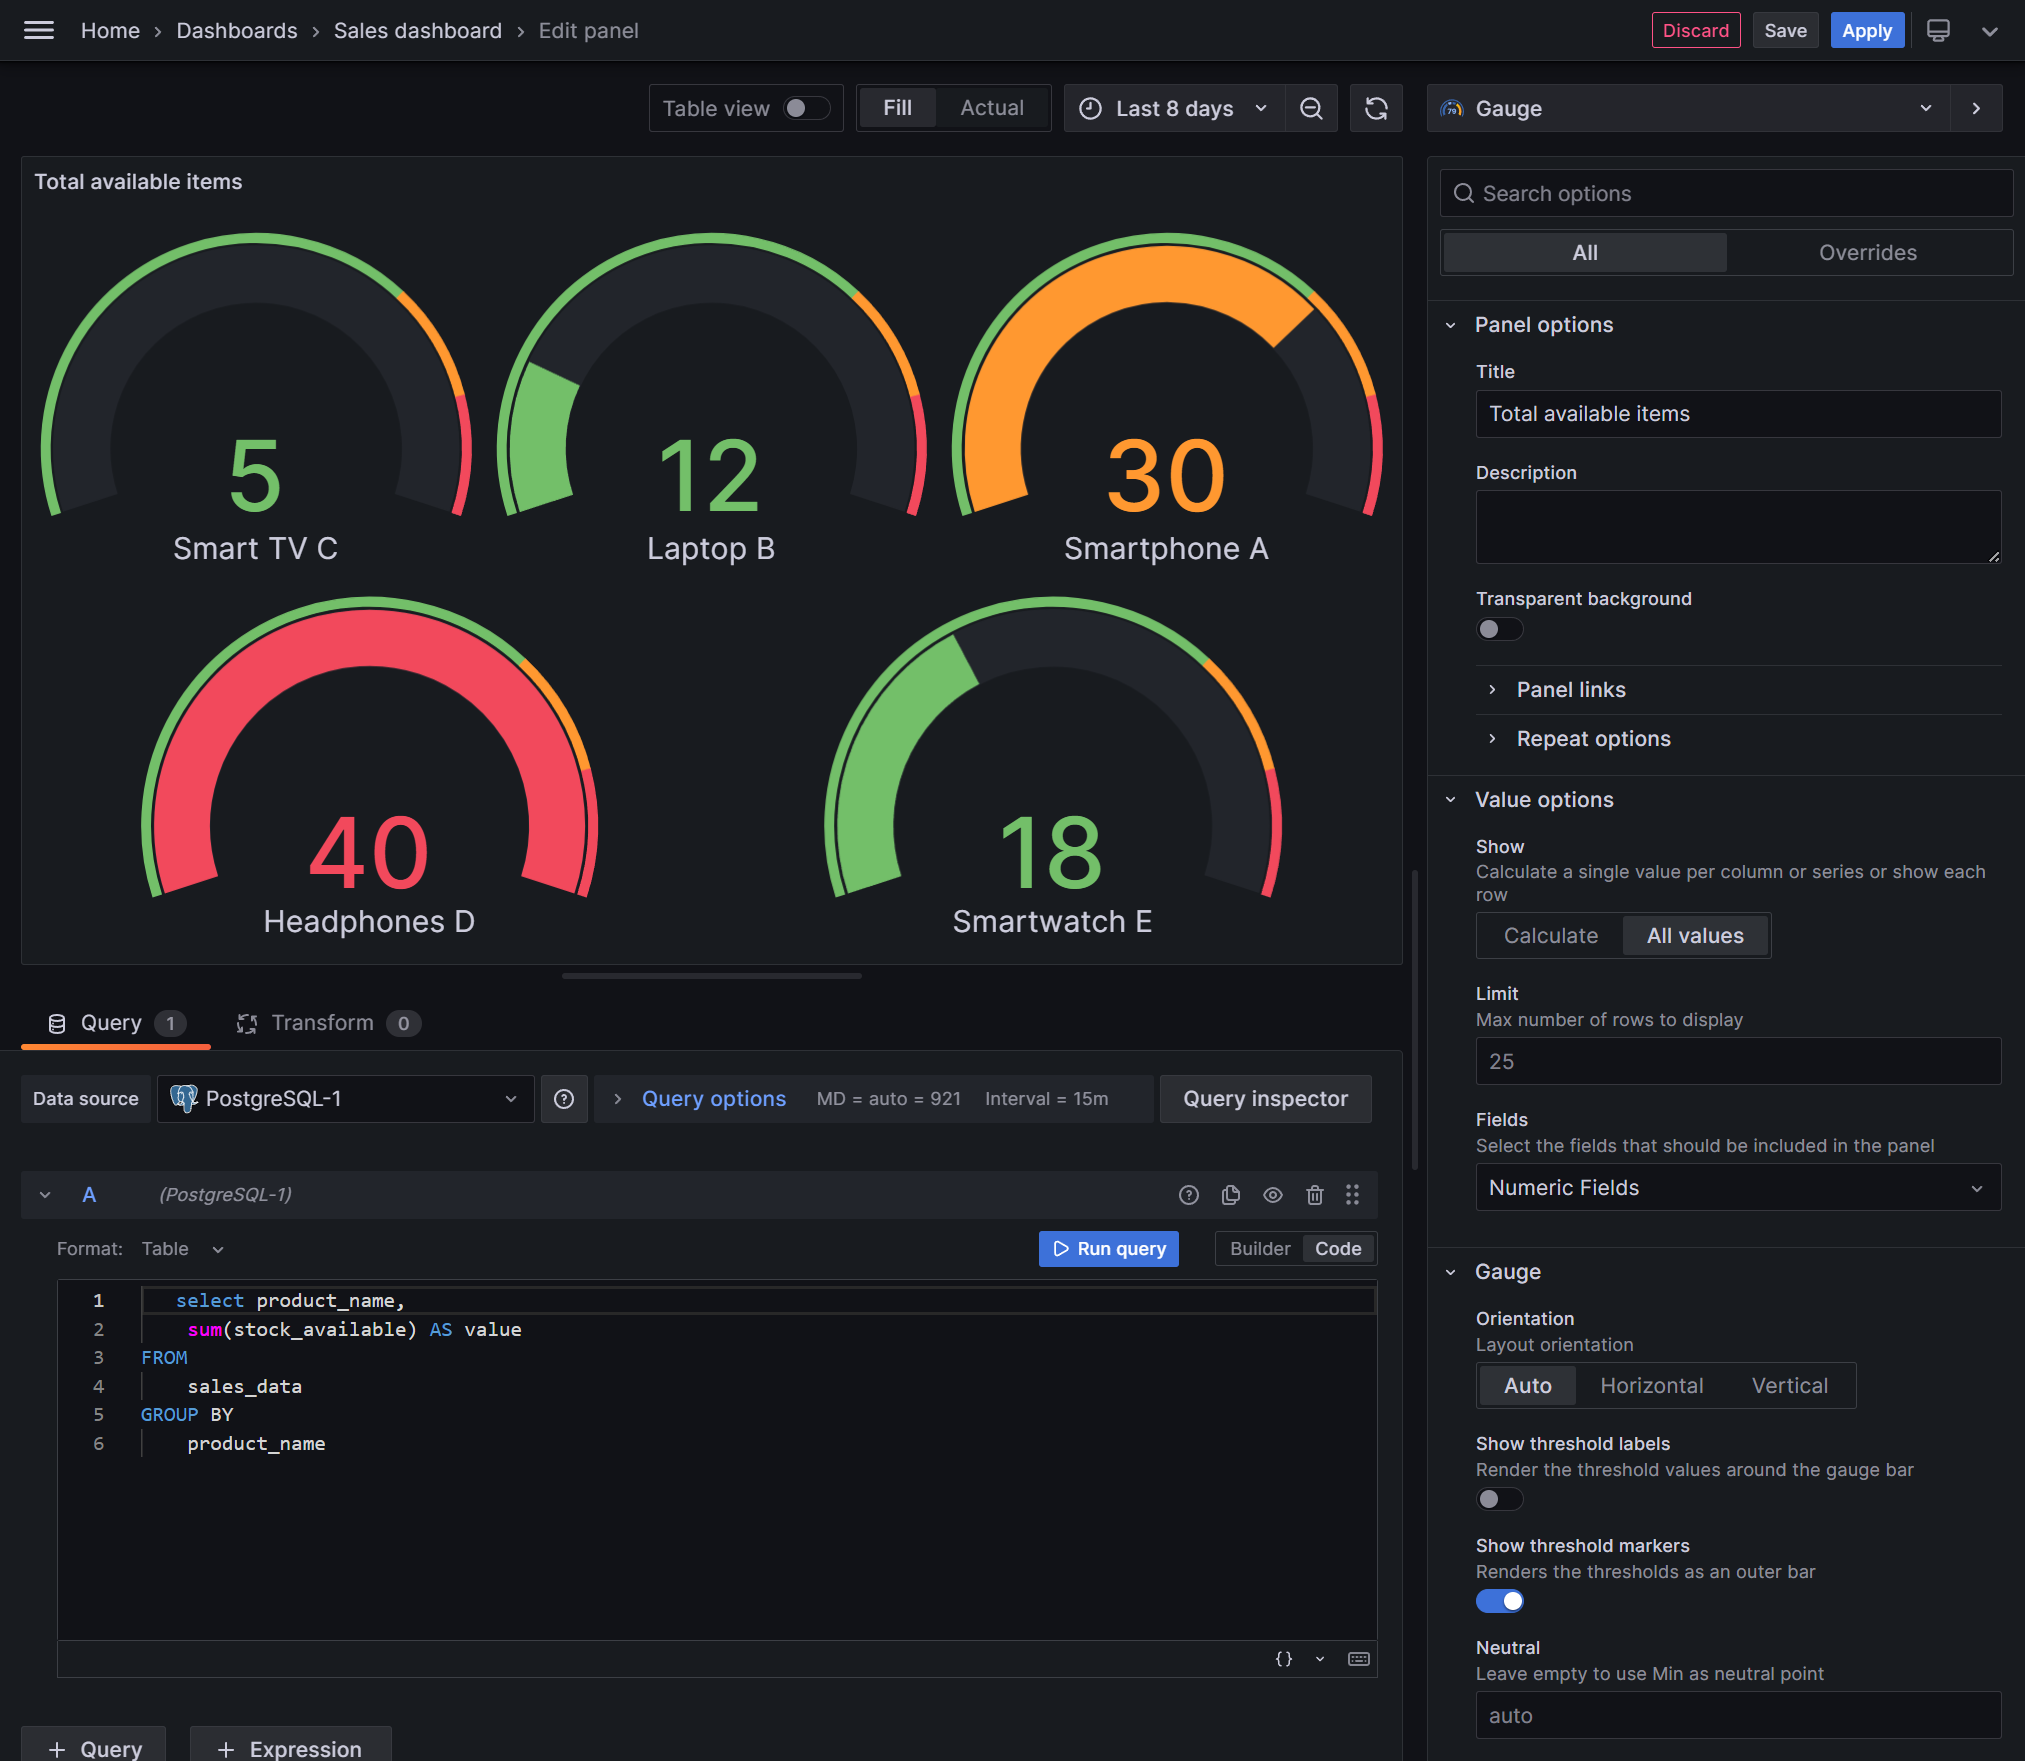 Home › Dashboards › Sales dashboard › Edit panel
Discard Save Apply
Table view Fill Actual Last 8 days
79 Gauge
Total available items
5
Smart TV C
12
Laptop B
30
Smartphone A
40
Headphones D
18
Smartwatch E
Query 1 Transform 0
Data source PostgreSQL-1 Query options MD = auto = 921 Interval = 15m Query inspector
A (PostgreSQL-1)
Format: Table Run query Builder Code
1 select product_name,
2 sum(stock_available) AS value
3 FROM
4 sales_data
5 GROUP BY
6 product_name
{}
+ Query + Expression
Search options
All Overrides
Panel options
Title
Total available items
Description
Transparent background
Panel links
Repeat options
Value options
Show
Calculate a single value per column or series or show each
row
Calculate All values
Limit
Max number of rows to display
25
Fields
Select the fields that should be included in the panel
Numeric Fields
Gauge
Orientation
Layout orientation
Auto Horizontal Vertical
Show threshold labels
Render the threshold values around the gauge bar
Show threshold markers
Renders the thresholds as an outer bar
Neutral
Leave empty to use Min as neutral point
auto